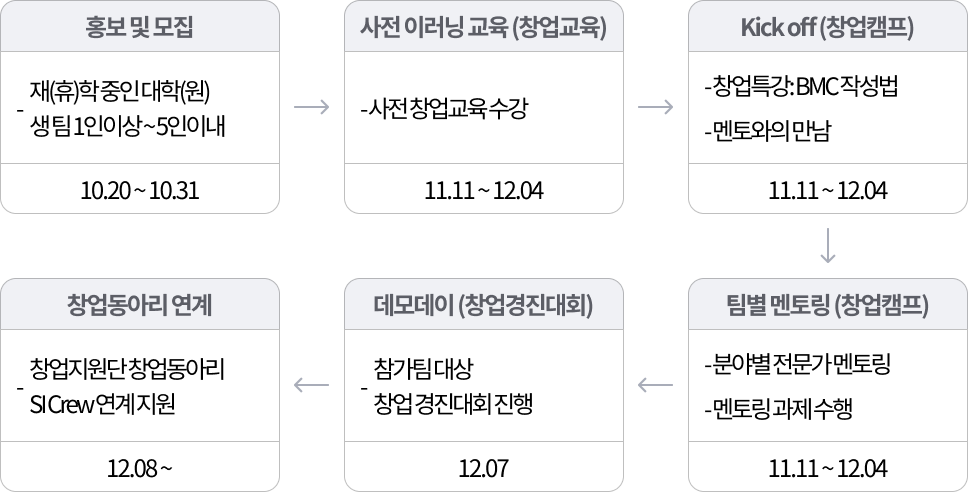 홍보 및 모집
- 재(휴)학 중인 대학(원)
생 팀 1인이상 ~ 5인이내
10.20 ~ 10.31
사전 이러닝 교육 (창업교육)
- 사전 창업교육 수강
11.11 ~ 12.04
Kick off (창업캠프)
- 창업특강: BMC 작성법
- 멘토와의 만남
11.11 ~ 12.04
팀별 멘토링 (창업캠프)
- 분야별 전문가 멘토링
- 멘토링 과제 수행
11.11 ~ 12.04
데모데이 (창업경진대회)
- 참가팀 대상
창업 경진대회 진행
12.07
창업동아리 연계
- 창업지원단 창업동아리
SI Crew 연계 지원
12.08 ~